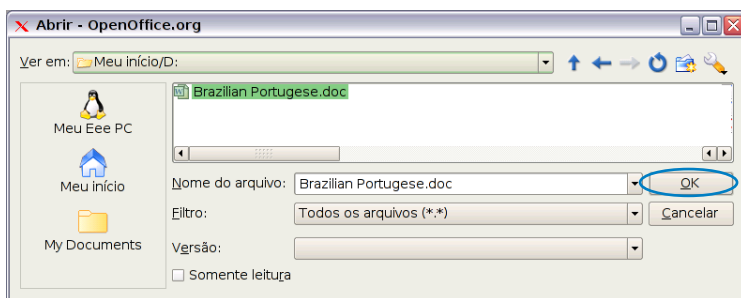 Abrir - OpenOffice.org
Ver em: Meu início/D:
Brazilian Portugese.doc
Meu Eee PC
Meu início
My Documents
Nome do arquivo: Brazilian Portugese.doc OK
Filtro: Todos os arquivos (*.*) Cancelar
Versão:
Somente leitura